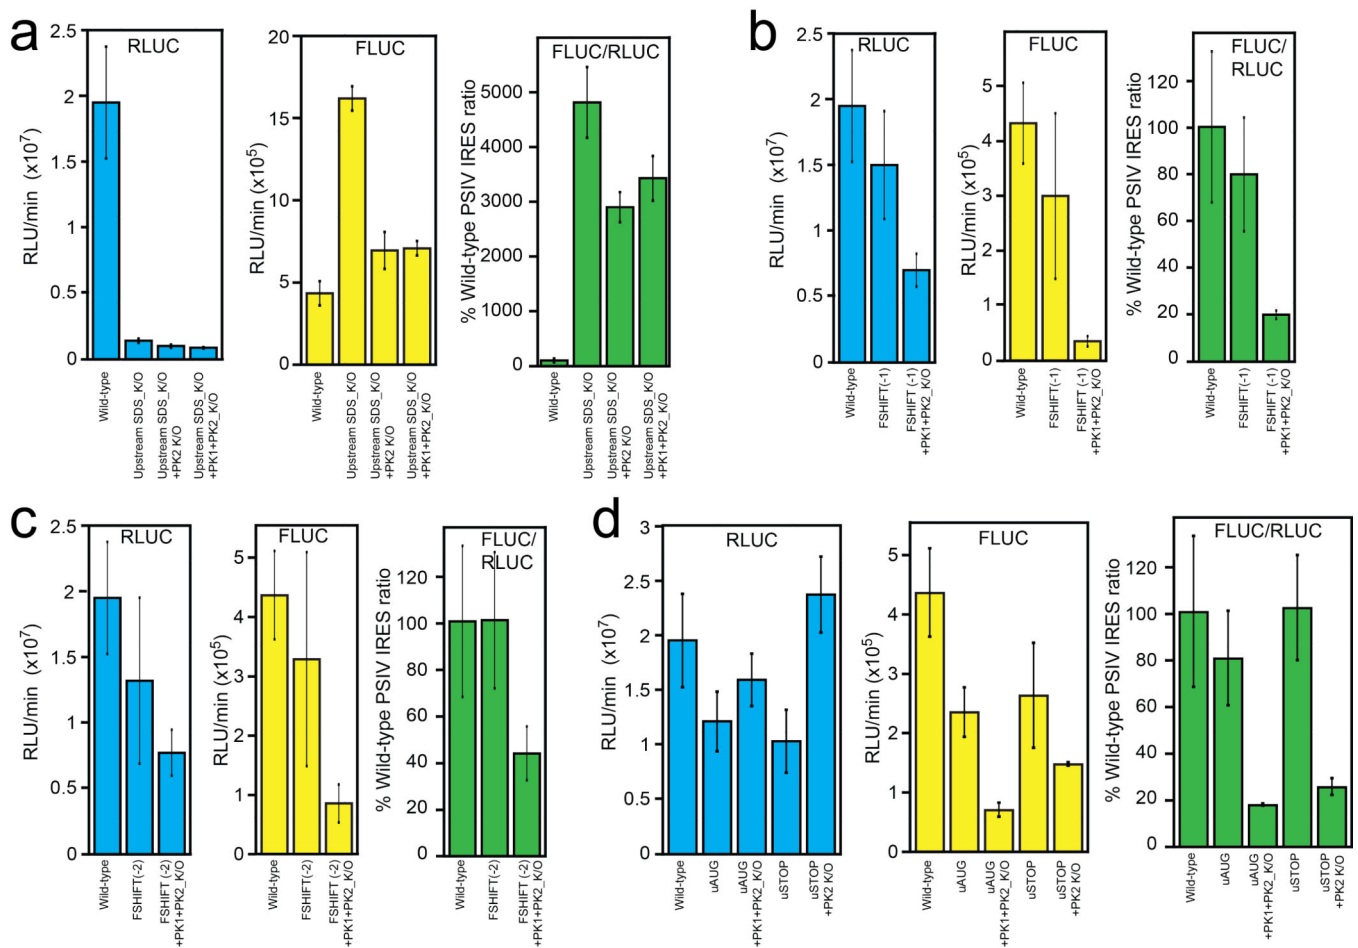 a
RLUC
RLU/min (x10⁷)
2.5
2
1.5
1
0.5
0
Wild-type
Upstream SDS_K/O
Upstream SDS_K/O
+PK2 K/O
Upstream SDS_K/O
+PK1+PK2_K/O
FLUC
RLU/min (x10⁵)
20
15
10
5
0
Wild-type
Upstream SDS_K/O
Upstream SDS_K/O
+PK2 K/O
Upstream SDS_K/O
+PK1+PK2_K/O
FLUC/RLUC
% Wild-type PSIV IRES ratio
5000
4000
3000
2000
1000
0
Wild-type
Upstream SDS_K/O
Upstream SDS_K/O
+PK2 K/O
Upstream SDS_K/O
+PK1+PK2_K/O
b
RLUC
RLU/min (x10⁷)
2.5
2
1.5
1
0.5
0
Wild-type
FSHIFT(-1)
FSHIFT (-1)
+PK1+PK2_K/O
FLUC
RLU/min (x10⁵)
5
4
3
2
1
0
Wild-type
FSHIFT(-1)
FSHIFT (-1)
+PK1+PK2_K/O
FLUC/
RLUC
% Wild-type PSIV IRES ratio
120
100
80
60
40
20
0
Wild-type
FSHIFT(-1)
FSHIFT (-1)
+PK1+PK2_K/O
c
RLUC
RLU/min (x10⁷)
2.5
2
1.5
1
0.5
0
Wild-type
FSHIFT(-2)
FSHIFT (-2)
+PK1+PK2_K/O
FLUC
RLU/min (x10⁵)
5
4
3
2
1
0
Wild-type
FSHIFT(-2)
FSHIFT (-2)
+PK1+PK2_K/O
FLUC/
RLUC
% Wild-type PSIV IRES ratio
120
100
80
60
40
20
0
Wild-type
FSHIFT(-2)
FSHIFT (-2)
+PK1+PK2_K/O
d
RLUC
RLU/min (x10⁷)
3
2.5
2
1.5
1
0.5
0
Wild-type
uAUG
uAUG
+PK1+PK2_K/O
uSTOP
uSTOP
+PK2 K/O
FLUC
RLU/min (x10⁵)
5
4
3
2
1
0
Wild-type
uAUG
uAUG
+PK1+PK2_K/O
uSTOP
uSTOP
+PK2 K/O
FLUC/RLUC
% Wild-type PSIV IRES ratio
120
100
80
60
40
20
0
Wild-type
uAUG
uAUG
+PK1+PK2_K/O
uSTOP
uSTOP
+PK2 K/O